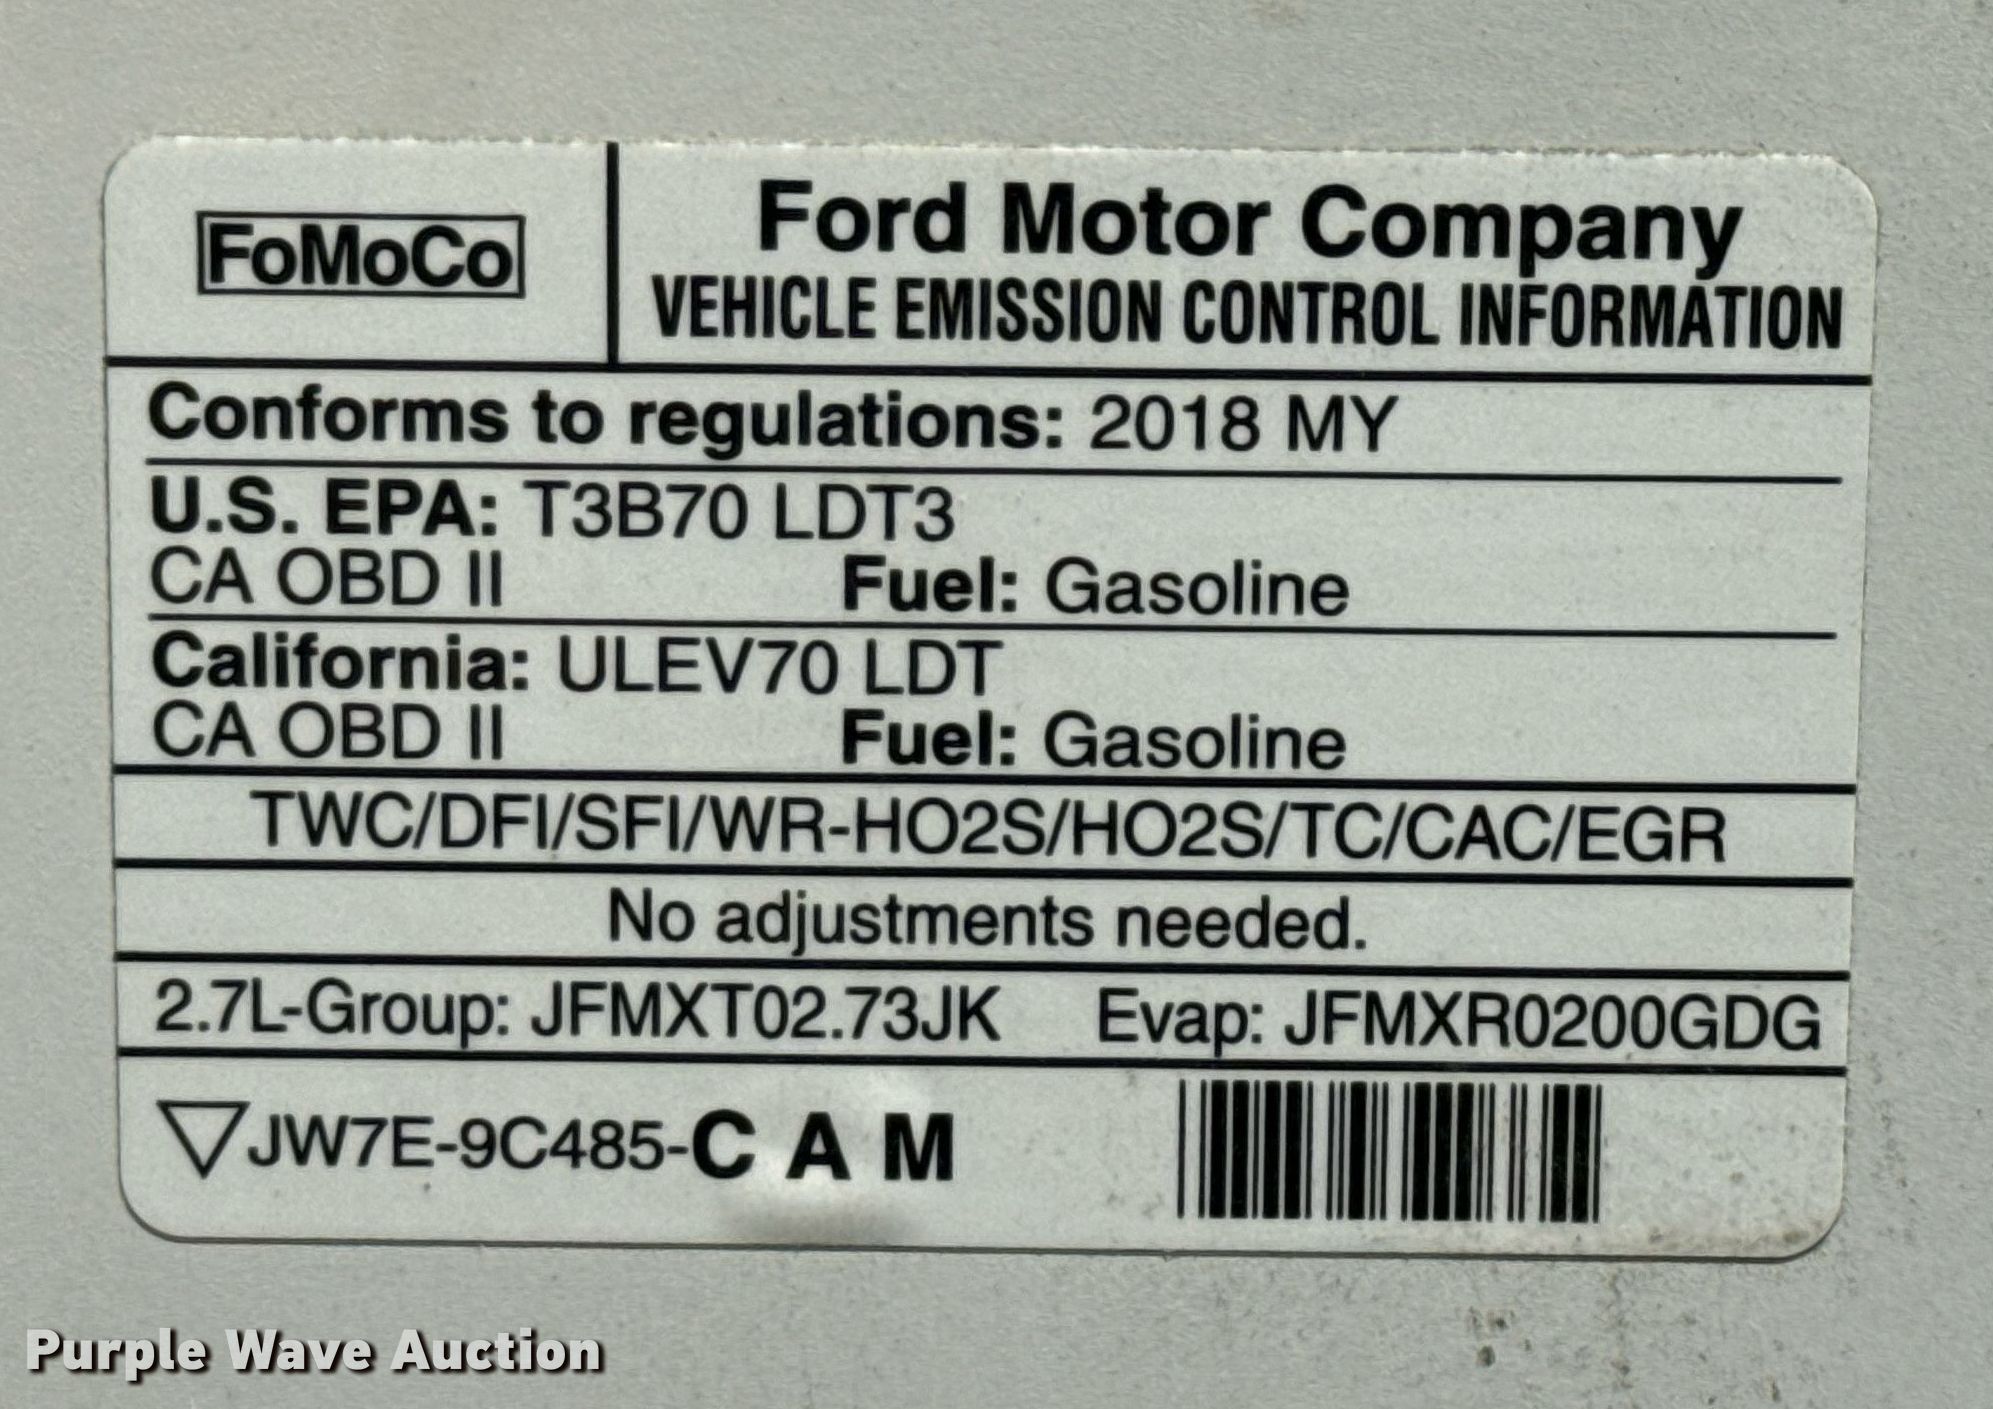 FoMoCo
Ford Motor Company
VEHICLE EMISSION CONTROL INFORMATION
Conforms to regulations: 2018 MY
U.S. EPA: T3B70 LDT3
CA OBD II Fuel: Gasoline
California: ULEV70 LDT
CA OBD II Fuel: Gasoline
TWC/DFI/SFI/WR-HO2S/HO2S/TC/CAC/EGR
No adjustments needed.
2.7L-Group: JFMXT02.73JK Evap: JFMXR0200GDG
JW7E-9C485-C A M
Purple Wave Auction